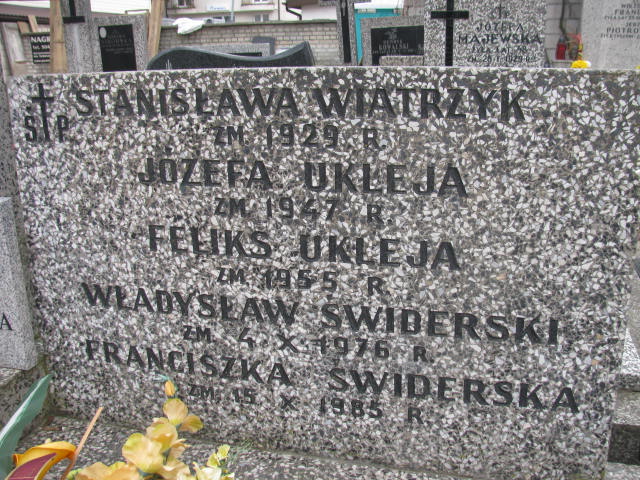 JÓZEFA
Ś P
STANISŁAWA WIATRZYK
ZM. 1929 R.
JÓZEFA UKLEJA
ZM. 1947 R.
FELIKS UKLEJA
ZM. 1955 R.
WŁADYSŁAW ŚWIDERSKI
ZM. 4 X 1976 R.
FRANCISZKA ŚWIDERSKA
ZM. 15 X 1985 R.
A